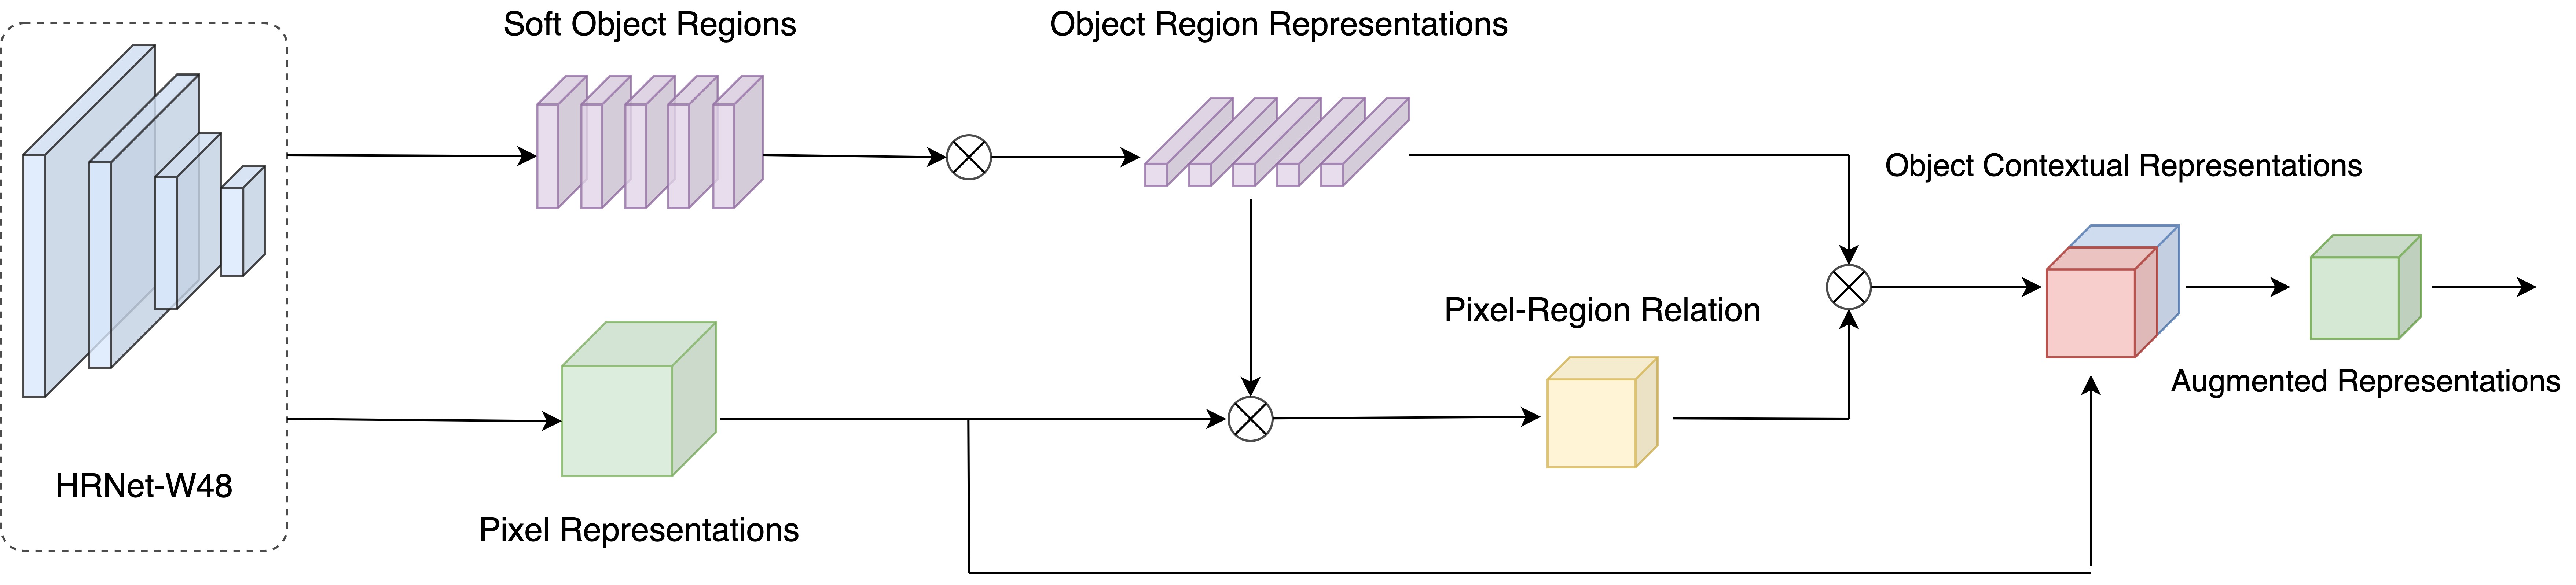 Soft Object Regions
Object Region Representations
Object Contextual Representations
Pixel-Region Relation
Augmented Representations
HRNet-W48
Pixel Representations